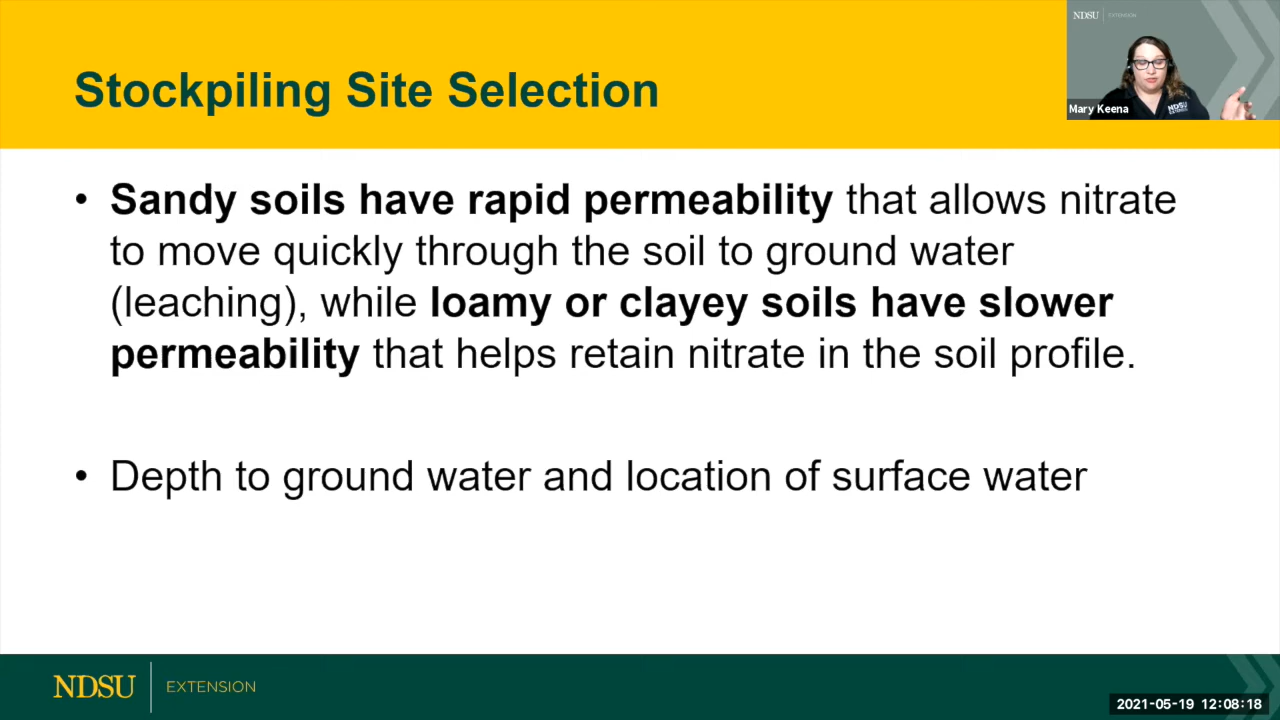 NDSU EXTENSION
Stockpiling Site Selection
Mary Keena
NDSU
EXTENSION
• Sandy soils have rapid permeability that allows nitrate
to move quickly through the soil to ground water
(leaching), while loamy or clayey soils have slower
permeability that helps retain nitrate in the soil profile.
• Depth to ground water and location of surface water
NDSU EXTENSION
2021-05-19 12:08:18